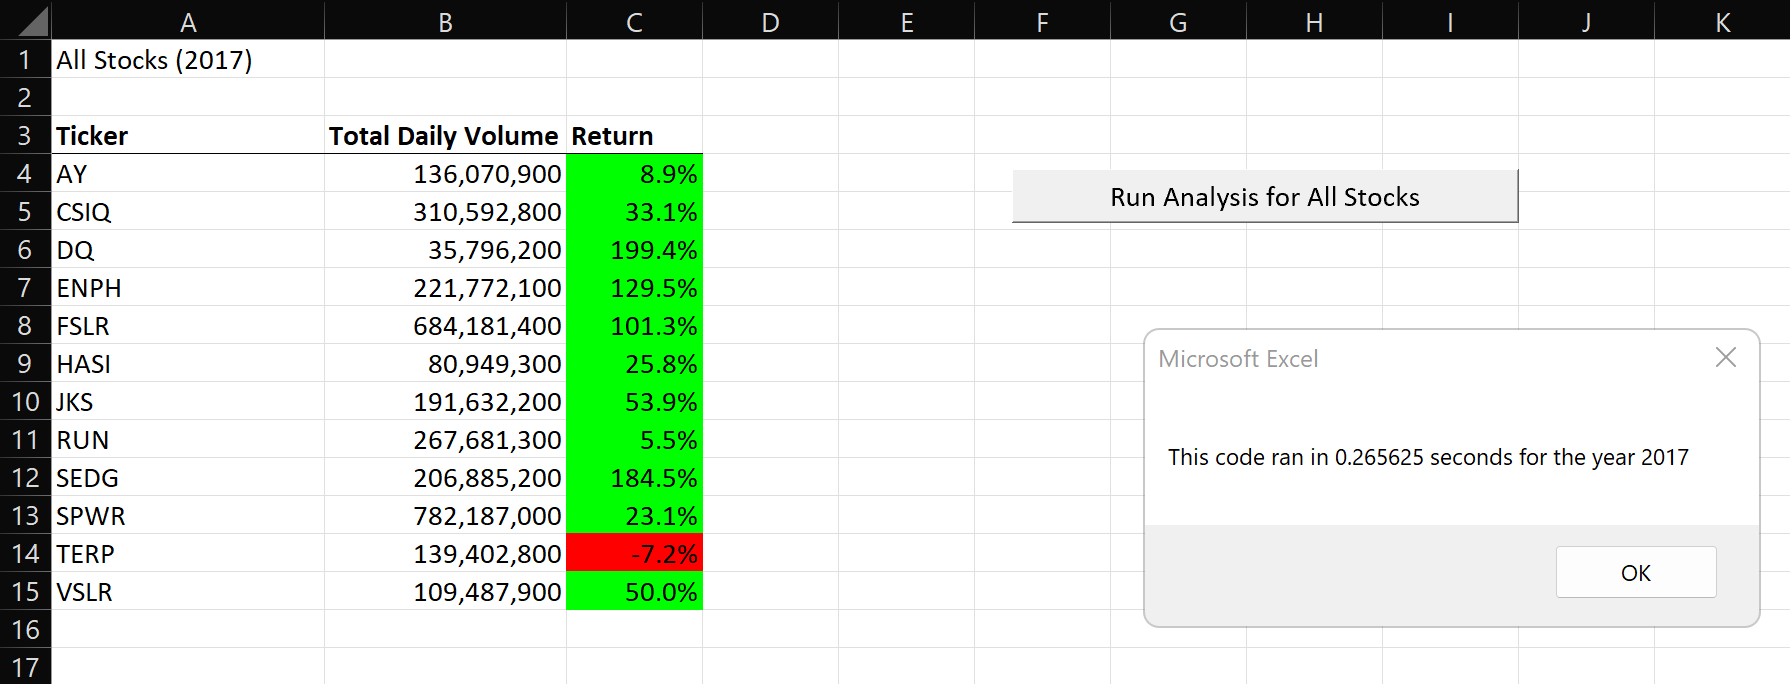 A B C D E F G H I J K
1 All Stocks (2017)
2
3 Ticker Total Daily Volume Return
4 AY 136,070,900 8.9%
Run Analysis for All Stocks
5 CSIQ 310,592,800 33.1%
6 DQ 35,796,200 199.4%
7 ENPH 221,772,100 129.5%
8 FSLR 684,181,400 101.3%
9 HASI 80,949,300 25.8%
10 JKS 191,632,200 53.9%
11 RUN 267,681,300 5.5%
12 SEDG 206,885,200 184.5%
13 SPWR 782,187,000 23.1%
14 TERP 139,402,800 -7.2%
15 VSLR 109,487,900 50.0%
16
17
Microsoft Excel
This code ran in 0.265625 seconds for the year 2017
OK